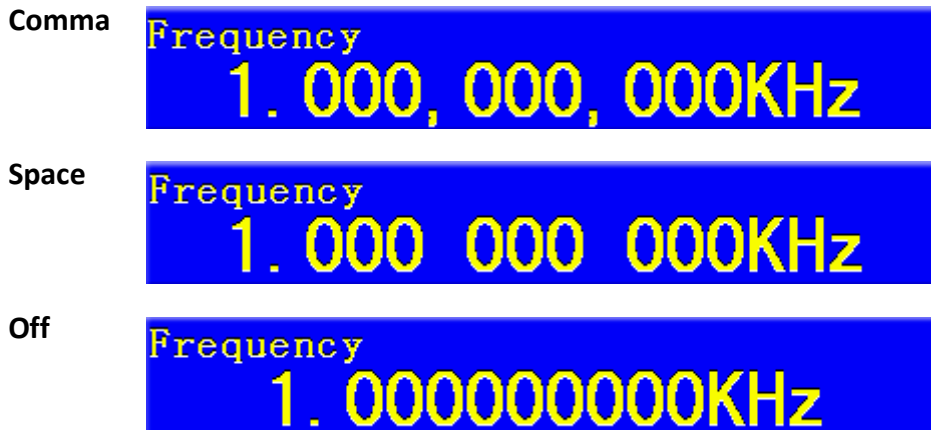 Comma
Frequency
1.000,000,000KHz
Space
Frequency
1.000 000 000KHz
Off
Frequency
1.000000000KHz